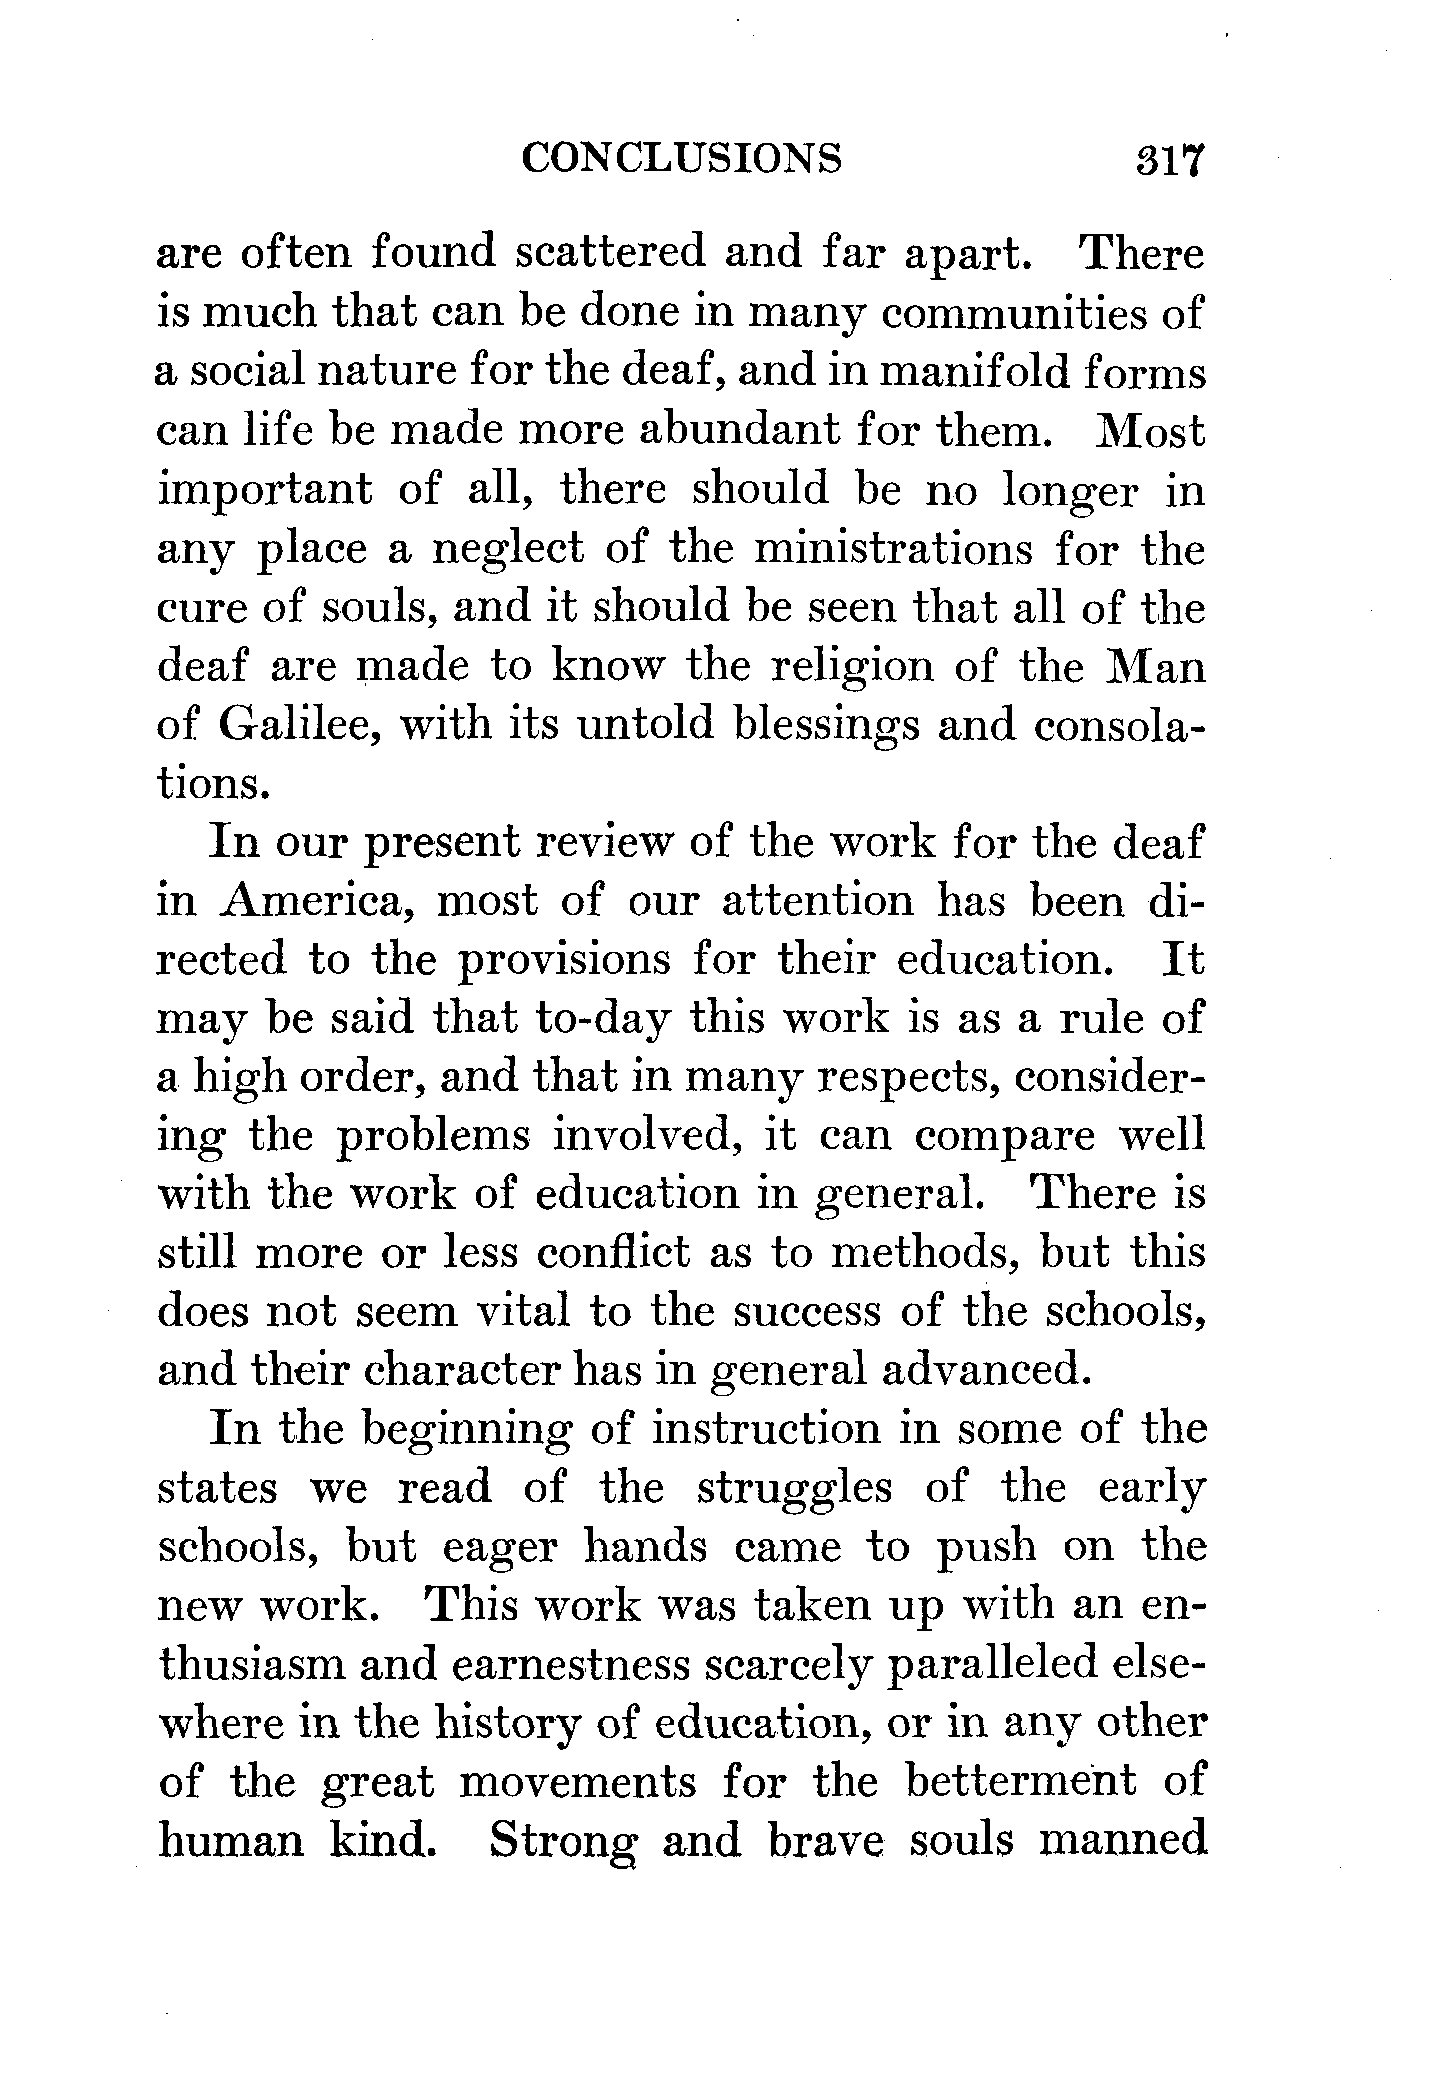 CONCLUSIONS 317
are often found scattered and far apart. There
is much that can be done in many communities of
a social nature for the deaf, and in manifold forms
can life be made more abundant for them. Most
important of all, there should be no longer in
any place a neglect of the ministrations for the
cure of souls, and it should be seen that all of the
deaf are made to know the religion of the Man
of Galilee, with its untold blessings and consola-
tions.
In our present review of the work for the deaf
in America, most of our attention has been di-
rected to the provisions for their education. It
may be said that to-day this work is as a rule of
a high order, and that in many respects, consider-
ing the problems involved, it can compare well
with the work of education in general. There is
still more or less conflict as to methods, but this
does not seem vital to the success of the schools,
and their character has in general advanced.
In the beginning of instruction in some of the
states we read of the struggles of the early
schools, but eager hands came to push on the
new work. This work was taken up with an en-
thusiasm and earnestness scarcely paralleled else-
where in the history of education, or in any other
of the great movements for the betterment of
human kind. Strong and brave souls manned